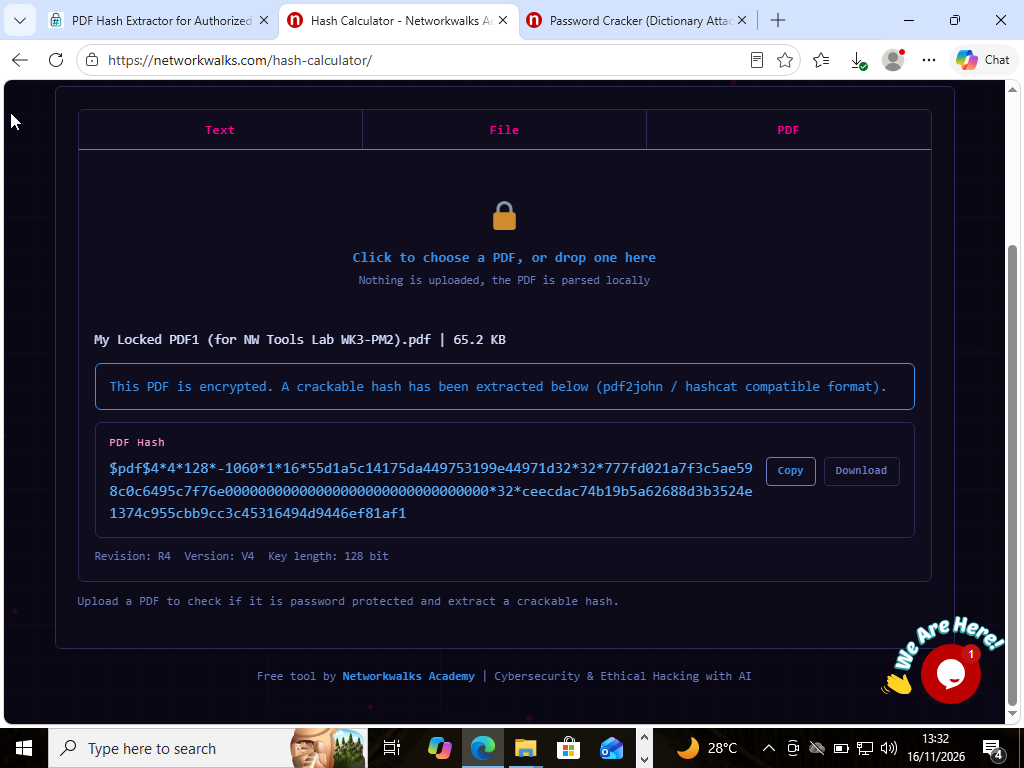 PDF Hash Extractor for Authorized
Hash Calculator - Networkwalks Ac
Password Cracker (Dictionary Attac
https://networkwalks.com/hash-calculator/
Chat
Text
File
PDF
Click to choose a PDF, or drop one here
Nothing is uploaded, the PDF is parsed locally
My Locked PDF1 (for NW Tools Lab WK3-PM2).pdf | 65.2 KB
This PDF is encrypted. A crackable hash has been extracted below (pdf2john / hashcat compatible format).
PDF Hash
$pdf$4*4*128*-1060*1*16*55d1a5c14175da449753199e44971d32*32*777fd021a7f3c5ae59
8c0c6495c7f76e00000000000000000000000000000000*32*ceecdac74b19b5a62688d3b3524e
1374c955cbb9cc3c45316494d9446ef81af1
Copy
Download
Revision: R4 Version: V4 Key length: 128 bit
Upload a PDF to check if it is password protected and extract a crackable hash.
We Are Here!
1
Free tool by Networkwalks Academy | Cybersecurity & Ethical Hacking with AI
Type here to search
28°C
13:32
16/11/2026
4